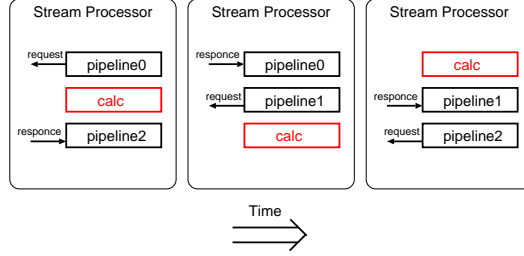 Stream Processor
request
pipeline0
calc
responce
pipeline2
Stream Processor
responce
pipeline0
request
pipeline1
calc
Stream Processor
calc
responce
pipeline1
request
pipeline2
Time